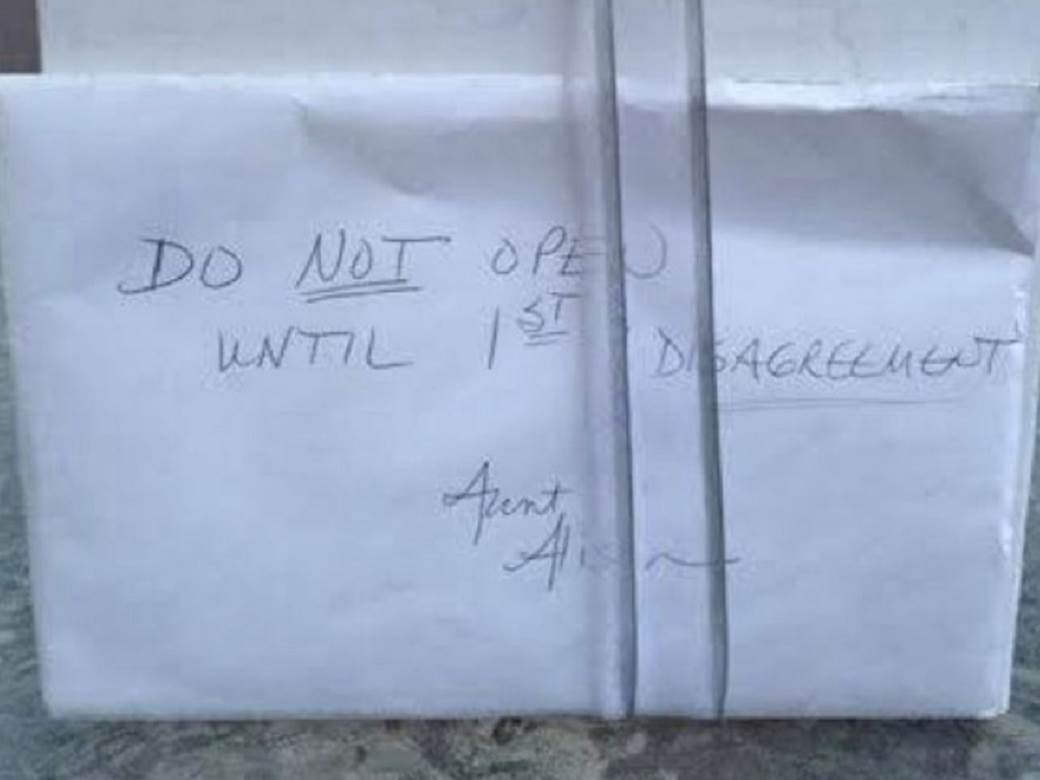 DO NOT OPEN
UNTIL 1ST DISAGREEMENT
Aunt